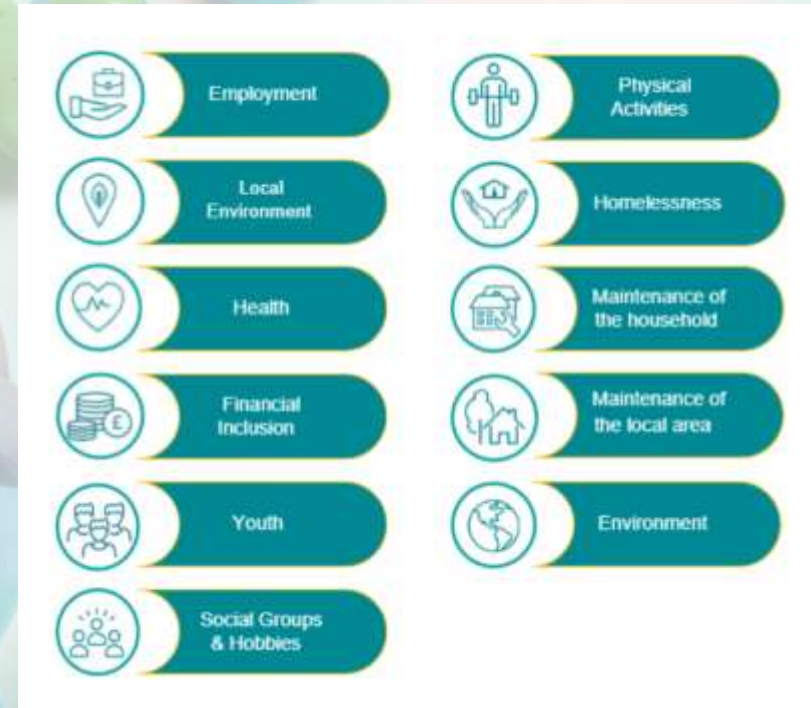 Employment
Local
Environment
Health
Financial
Inclusion
£
Youth
Social Groups
& Hobbies
Physical
Activities
Homelessness
Maintenance of
the household
Maintenance of
the local area
Environment